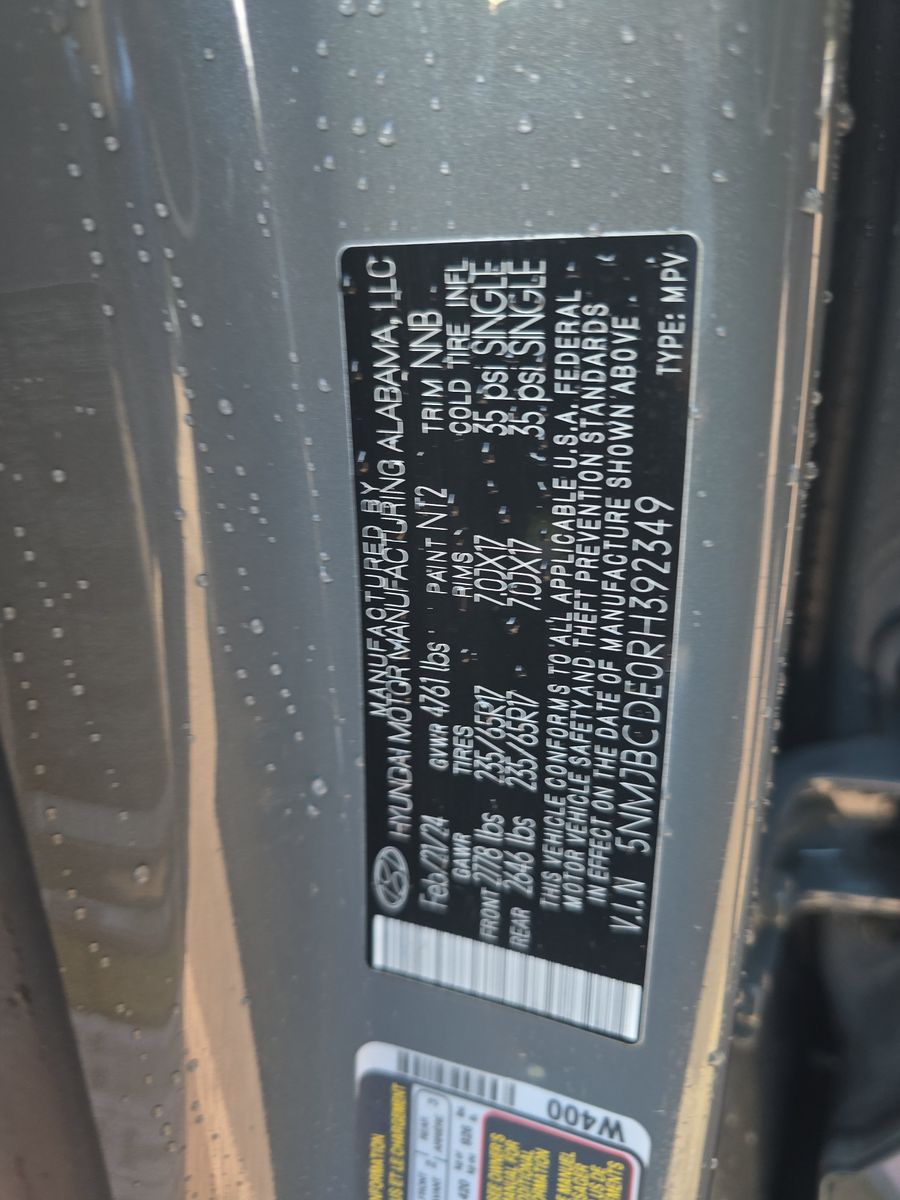 MANUFACTURED BY
HYUNDAI MOTOR MANUFACTURING ALABAMA, LLC
Feb/21/24 GVWR 4761 lbs PAINT NT2 TRIM NNB
GAWR TIRES RIMS COLD TIRE INFL
FRONT 2778 lbs 235/65R17 7.0JX17 35 psi SINGLE
REAR 2646 lbs 235/65R17 7.0JX17 35 psi SINGLE
THIS VEHICLE CONFORMS TO ALL APPLICABLE U.S.A. FEDERAL
MOTOR VEHICLE SAFETY AND THEFT PREVENTION STANDARDS
IN EFFECT ON THE DATE OF MANUFACTURE SHOWN ABOVE
V.I.N 5NMJBCDE0RH392349
TYPE: MPV
W400